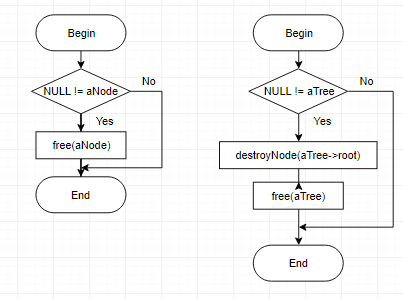 Begin
NULL != aNode
No
Yes
free(aNode)
End
Begin
NULL != aTree
No
Yes
destroyNode(aTree->root)
free(aTree)
End